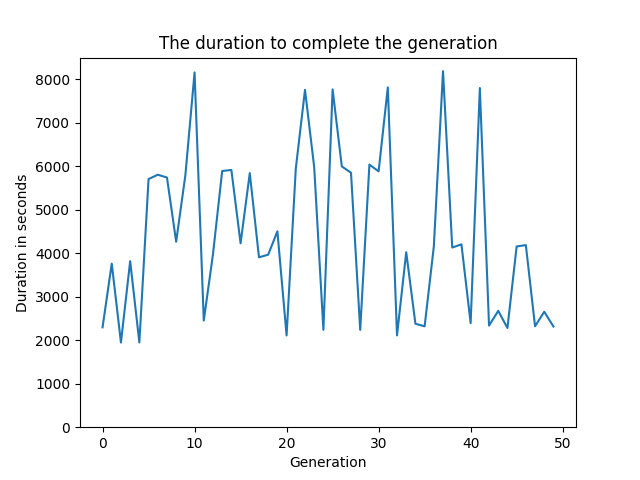 The duration to complete the generation
8000
7000
6000
5000
4000
3000
2000
1000
0
Duration in seconds
0 10 20 30 40 50
Generation